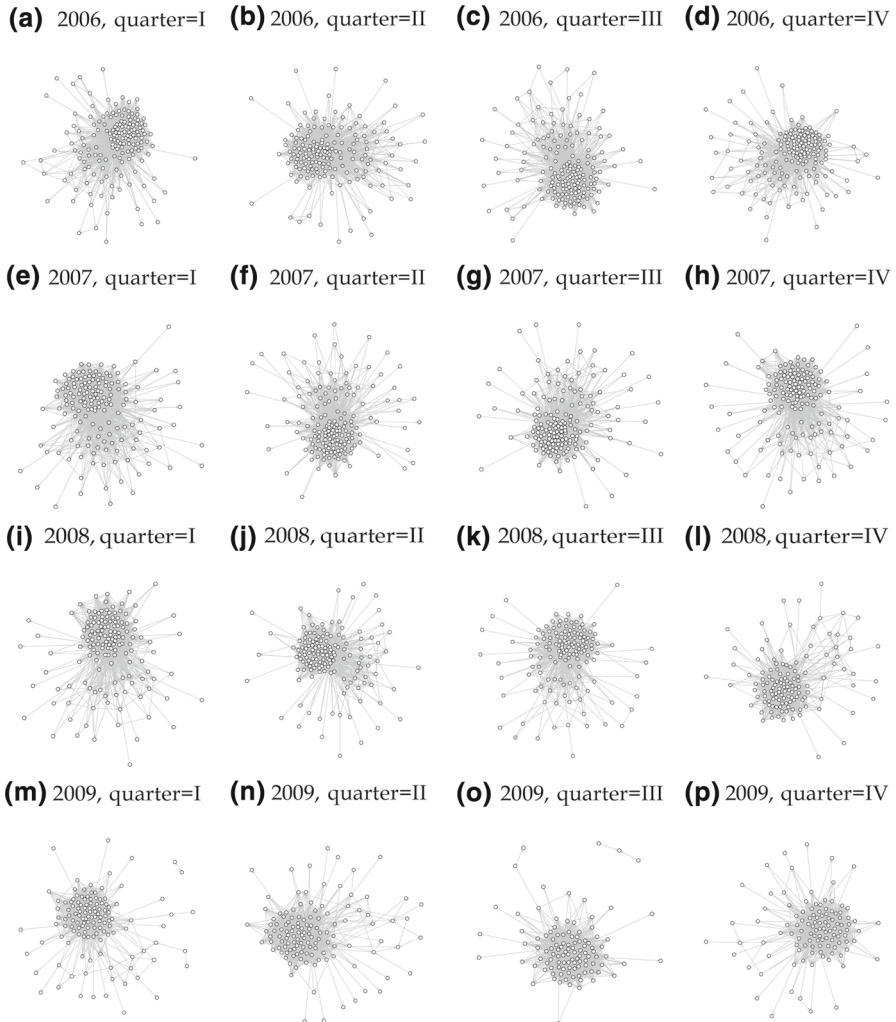 (a) 2006, quarter=I (b) 2006, quarter=II (c) 2006, quarter=III (d) 2006, quarter=IV
(e) 2007, quarter=I (f) 2007, quarter=II (g) 2007, quarter=III (h) 2007, quarter=IV
(i) 2008, quarter=I (j) 2008, quarter=II (k) 2008, quarter=III (l) 2008, quarter=IV
(m) 2009, quarter=I (n) 2009, quarter=II (o) 2009, quarter=III (p) 2009, quarter=IV